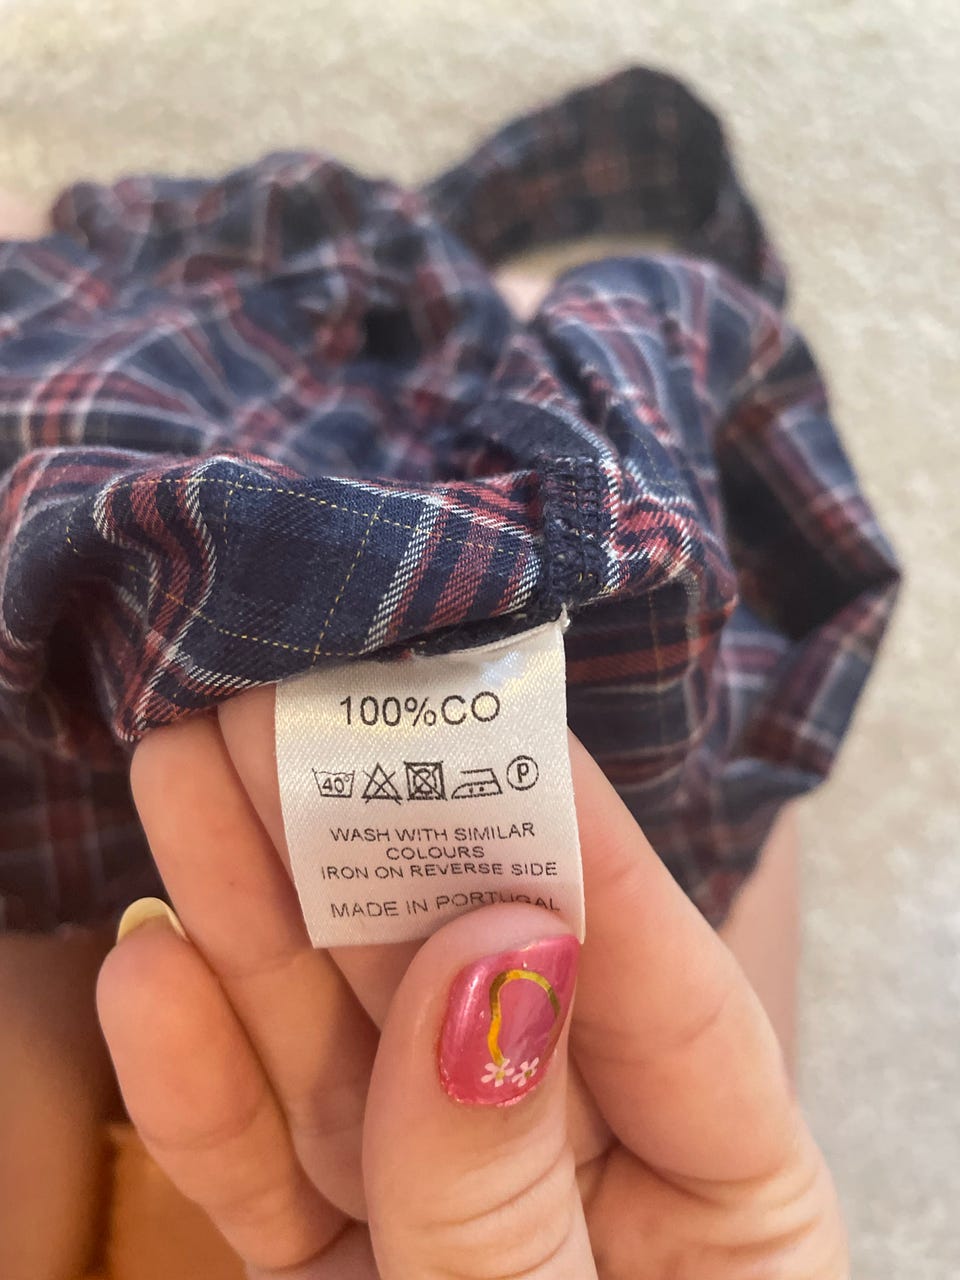 100%CO
40° P
WASH WITH SIMILAR
COLOURS
IRON ON REVERSE SIDE
MADE IN PORTUGAL